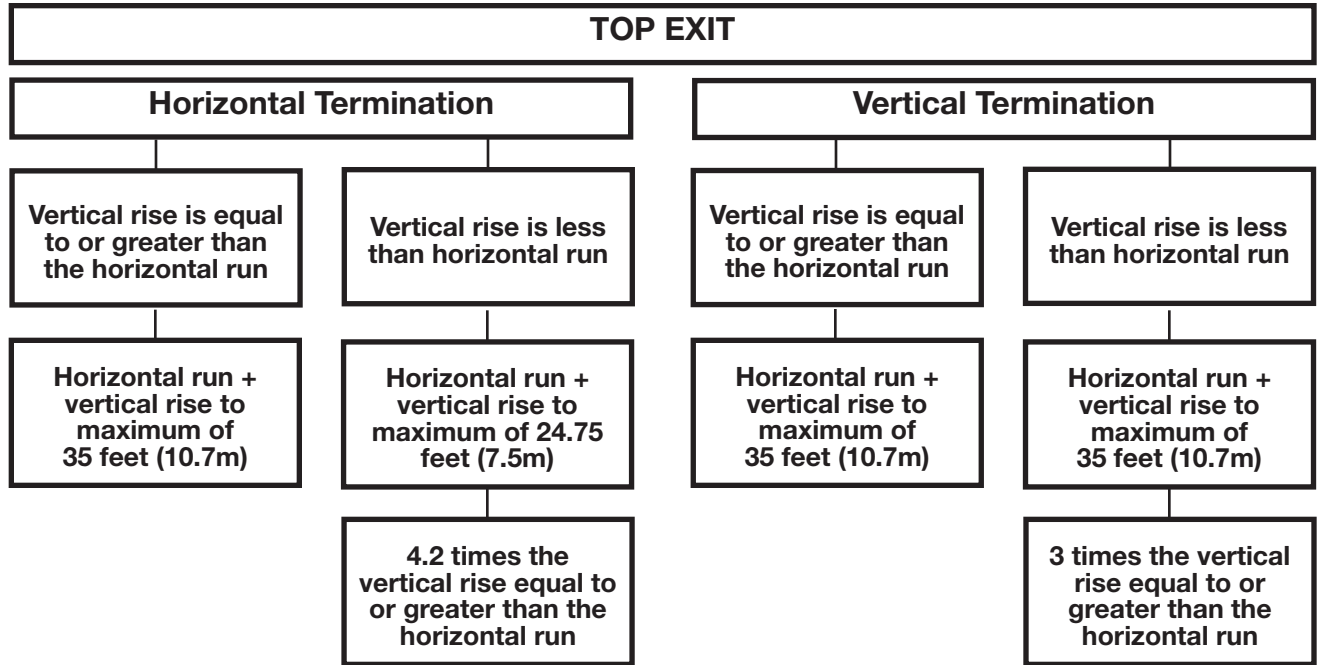 TOP EXIT
Horizontal Termination
Vertical Termination
Vertical rise is equal
to or greater than
the horizontal run
Vertical rise is less
than horizontal run
Vertical rise is equal
to or greater than
the horizontal run
Vertical rise is less
than horizontal run
Horizontal run +
vertical rise to
maximum of
35 feet (10.7m)
Horizontal run +
vertical rise to
maximum of 24.75
feet (7.5m)
Horizontal run +
vertical rise to
maximum of
35 feet (10.7m)
Horizontal run +
vertical rise to
maximum of
35 feet (10.7m)
4.2 times the
vertical rise equal to
or greater than the
horizontal run
3 times the vertical
rise equal to or
greater than the
horizontal run